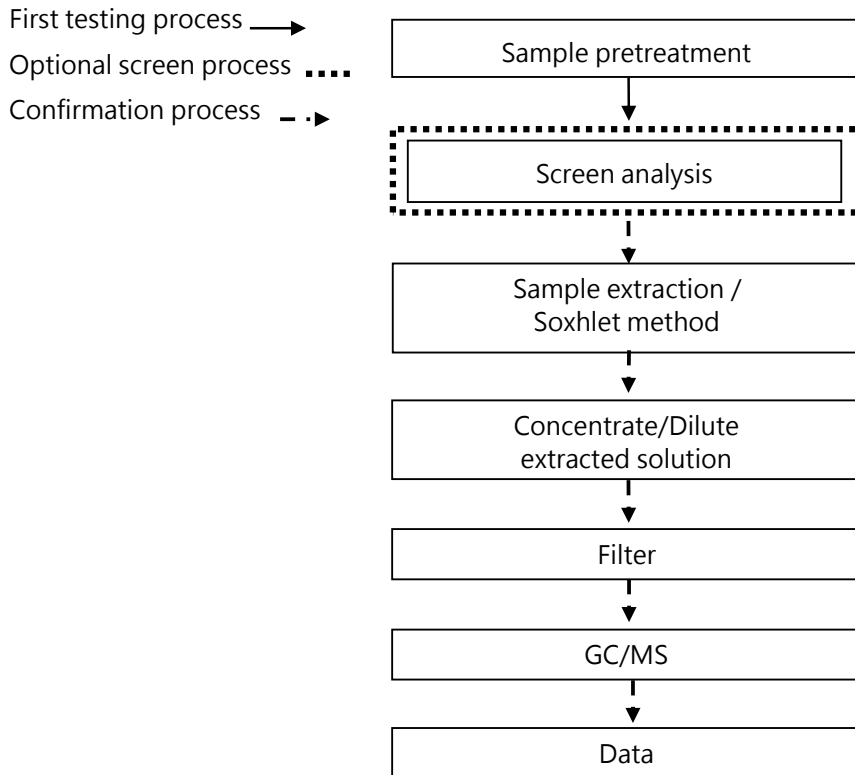 First testing process
Optional screen process
Confirmation process
Sample pretreatment
Screen analysis
Sample extraction /
Soxhlet method
Concentrate/Dilute
extracted solution
Filter
GC/MS
Data